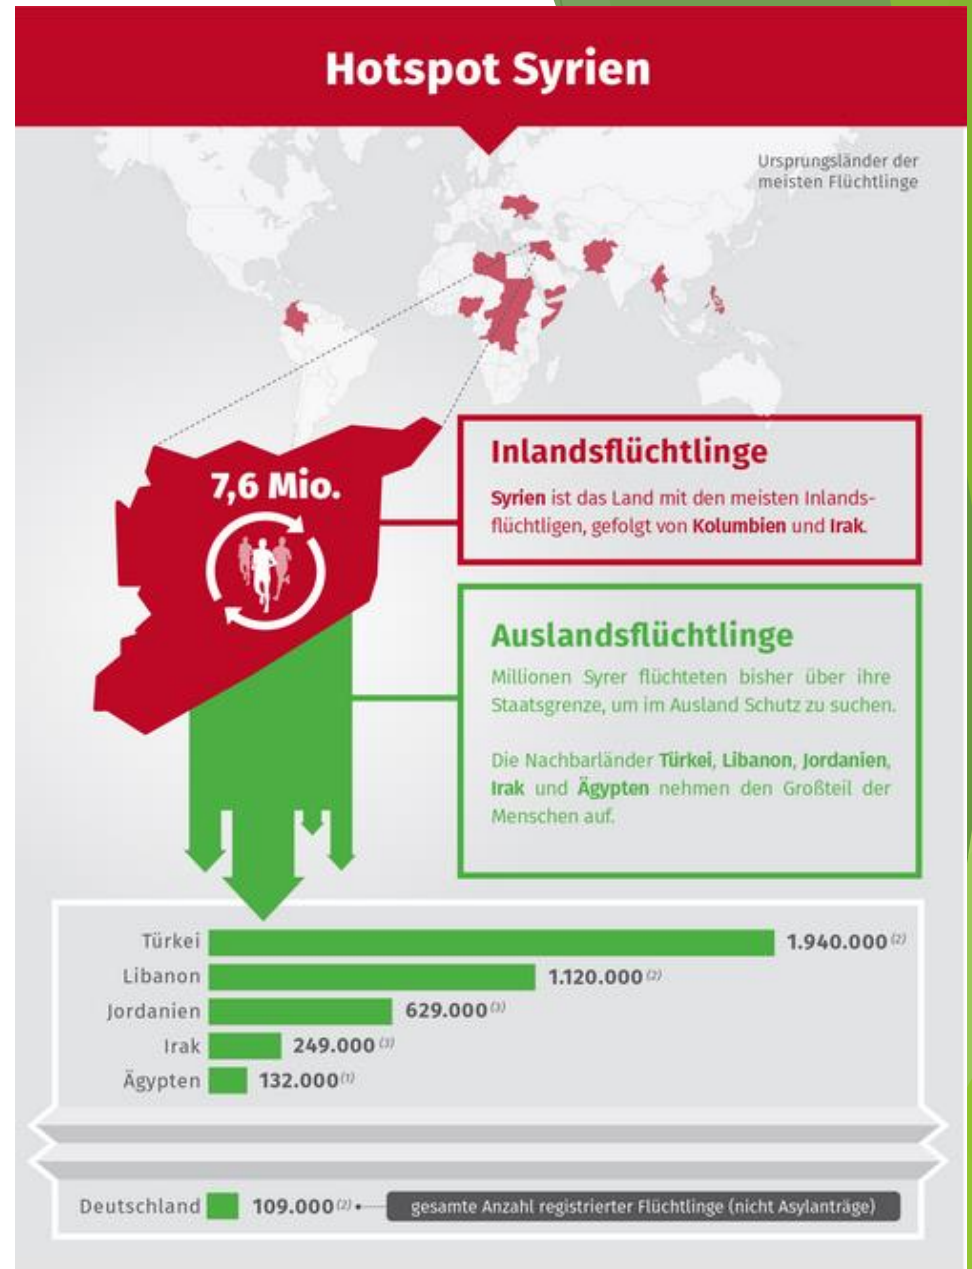 Hotspot Syrien
Ursprungsländer der
meisten Flüchtlinge
7,6 Mio.
Inlandsflüchtlinge
Syrien ist das Land mit den meisten Inlands-
flüchtligen, gefolgt von Kolumbien und Irak.
Auslandsflüchtlinge
Millionen Syrer flüchteten bisher über ihre
Staatsgrenze, um im Ausland Schutz zu suchen.
Die Nachbarländer Türkei, Libanon, Jordanien,
Irak und Ägypten nehmen den Großteil der
Menschen auf.
Türkei 1.940.000 (2)
Libanon 1.120.000 (2)
Jordanien 629.000 (3)
Irak 249.000 (3)
Ägypten 132.000 (1)
Deutschland 109.000 (2) gesamte Anzahl registrierter Flüchtlinge (nicht Asylanträge)